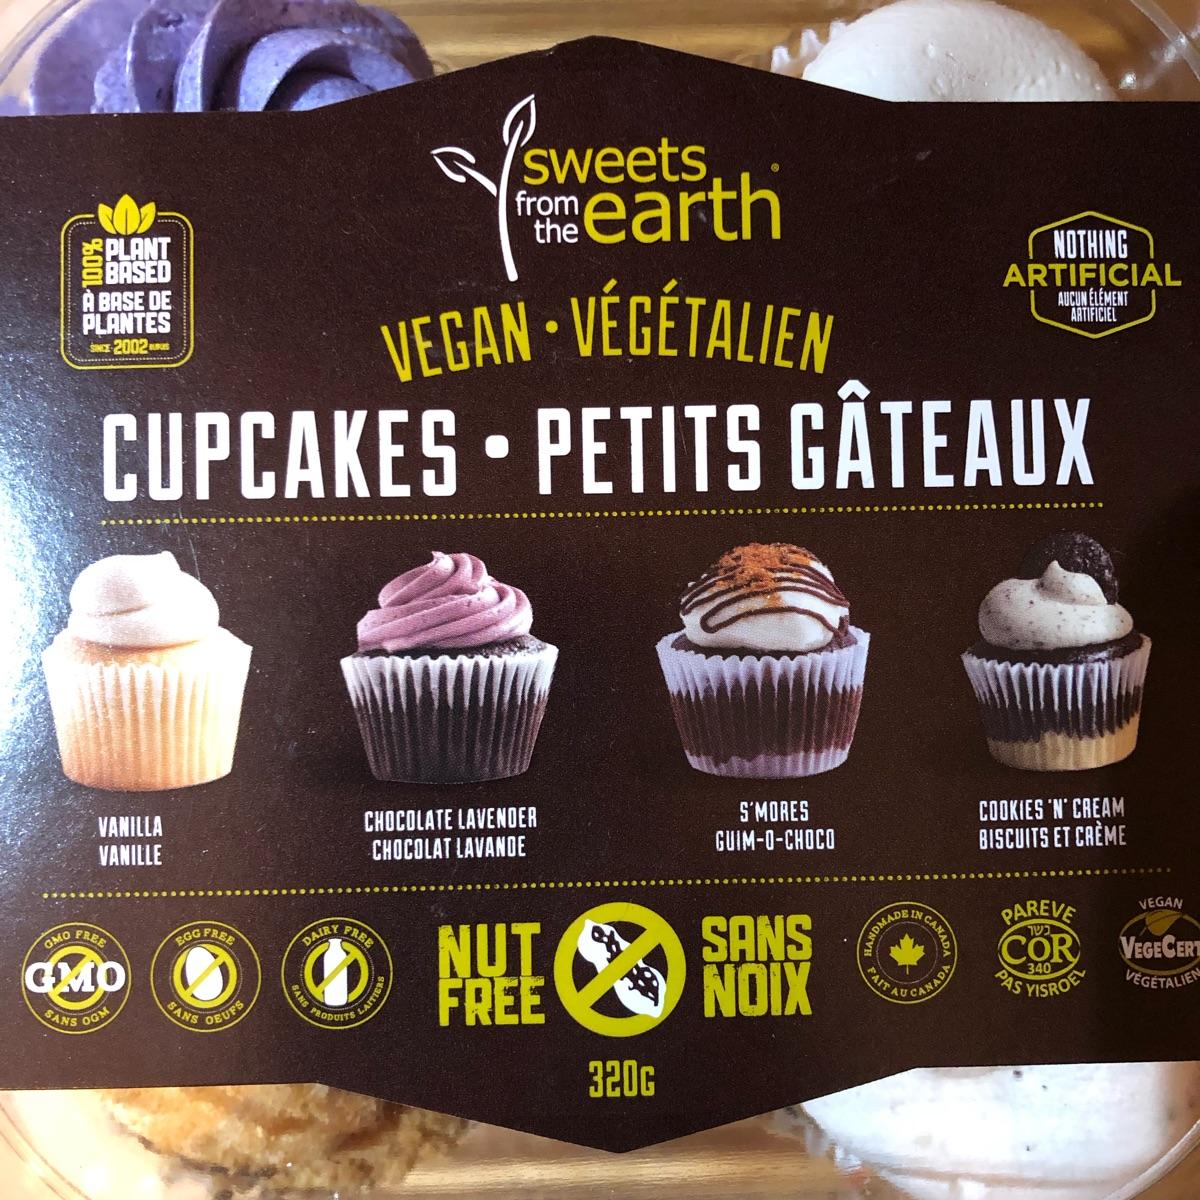 sweets
from
the earth®
100% PLANT
BASED
À BASE DE
PLANTES
SINCE 2002 DEPUIS
NOTHING
ARTIFICIAL
AUCUN ÉLÉMENT
ARTIFICIEL
VEGAN • VÉGÉTALIEN
CUPCAKES • PETITS GÂTEAUX
VANILLA
VANILLE
CHOCOLATE LAVENDER
CHOCOLAT LAVANDE
S'MORES
GUIM-O-CHOCO
COOKIES 'N' CREAM
BISCUITS ET CRÈME
GMO FREE
GMO
SANS OGM
EGG FREE
SANS OEUFS
DAIRY FREE
SANS PRODUITS LAITIERS
NUT
FREE
SANS
NOIX
HANDMADE IN CANADA
FAIT AU CANADA
PAREVE
כשר
COR
340
PAS YISROEL
VEGAN
VEGECERT
VÉGÉTALIEN
320G